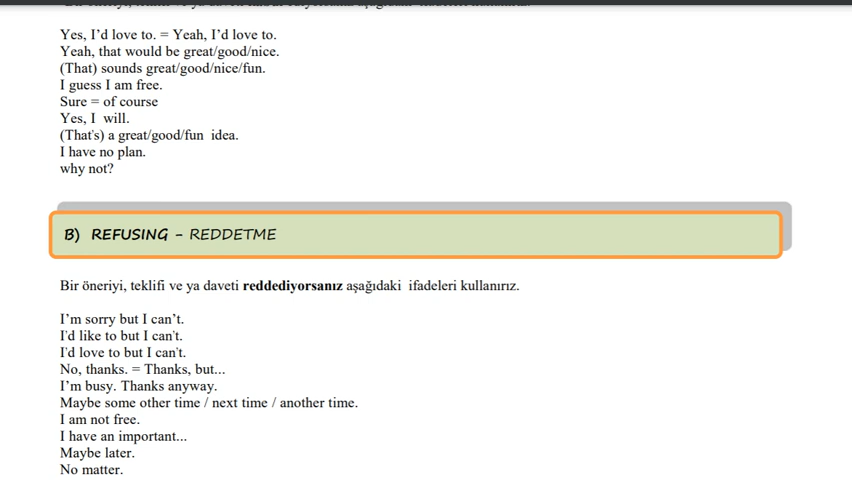 Yes, I’d love to. = Yeah, I’d love to.
Yeah, that would be great/good/nice.
(That) sounds great/good/nice/fun.
I guess I am free.
Sure = of course
Yes, I will.
(That’s) a great/good/fun idea.
I have no plan.
why not?
B) REFUSING – REDDETME
Bir öneriyi, teklifi ve ya daveti reddediyorsanız aşağıdaki ifadeleri kullanırız.
I’m sorry but I can’t.
I’d like to but I can’t.
I’d love to but I can’t.
No, thanks. = Thanks, but...
I’m busy. Thanks anyway.
Maybe some other time / next time / another time.
I am not free.
I have an important...
Maybe later.
No matter.